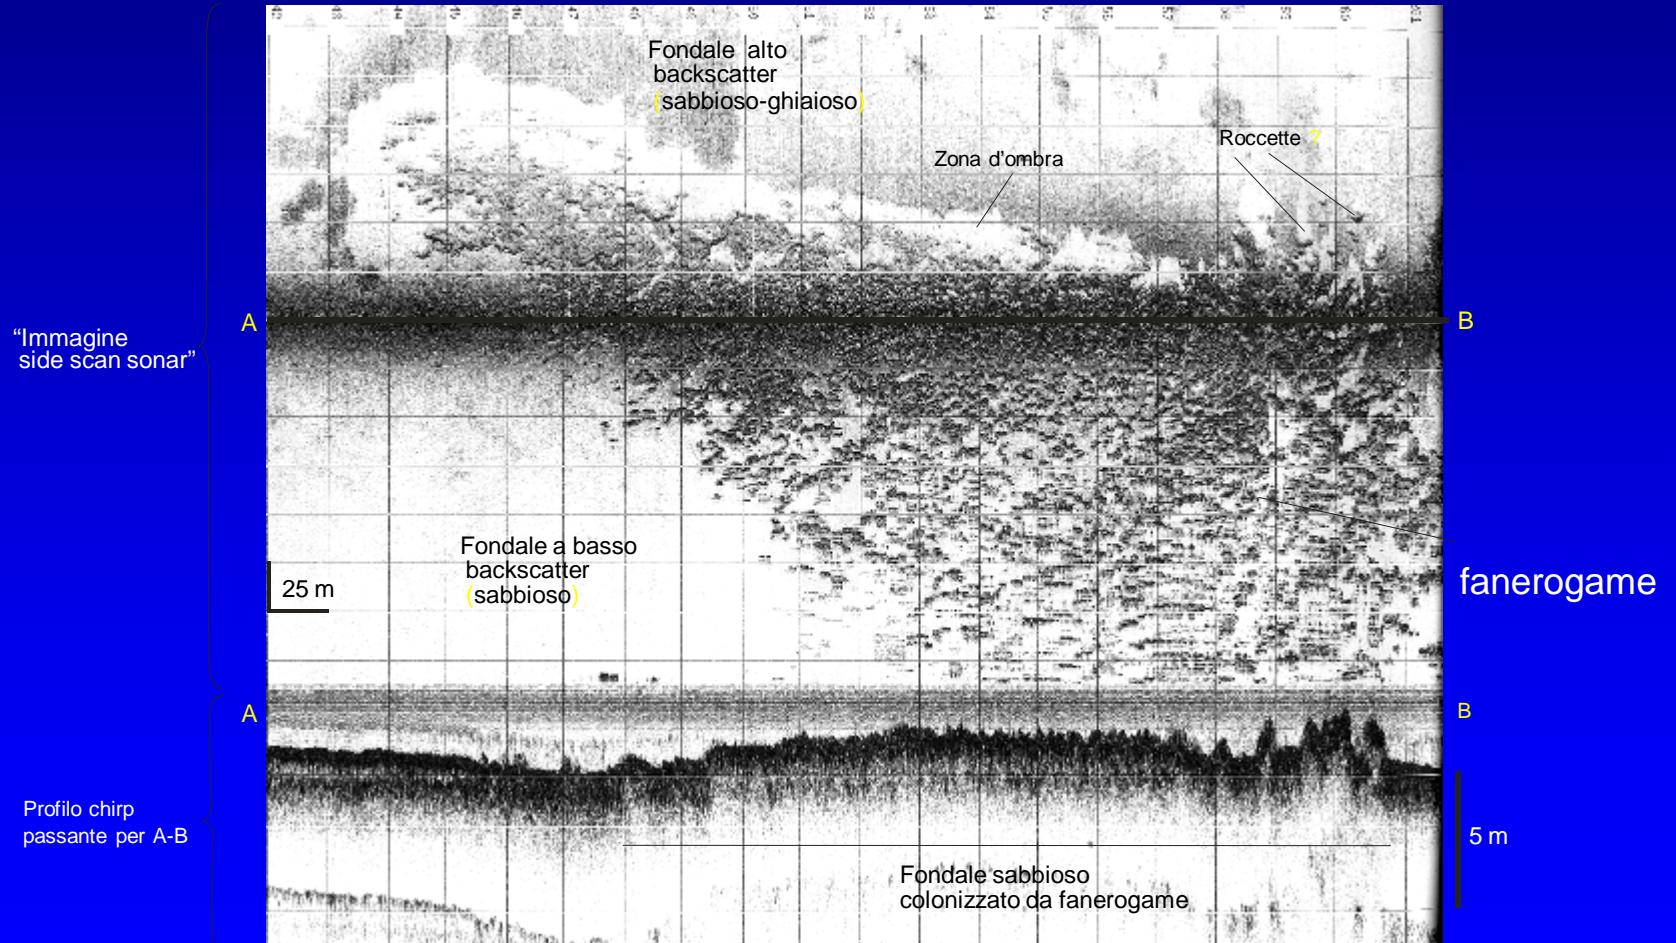 Fondale alto
backscatter
(sabbioso-ghiaioso)
Roccette ?
Zona d’ombra
A
B
“Immagine
side scan sonar”
Fondale a basso
backscatter
(sabbioso)
25 m
fanerogame
A
B
Profilo chirp
passante per A-B
5 m
Fondale sabbioso
colonizzato da fanerogame